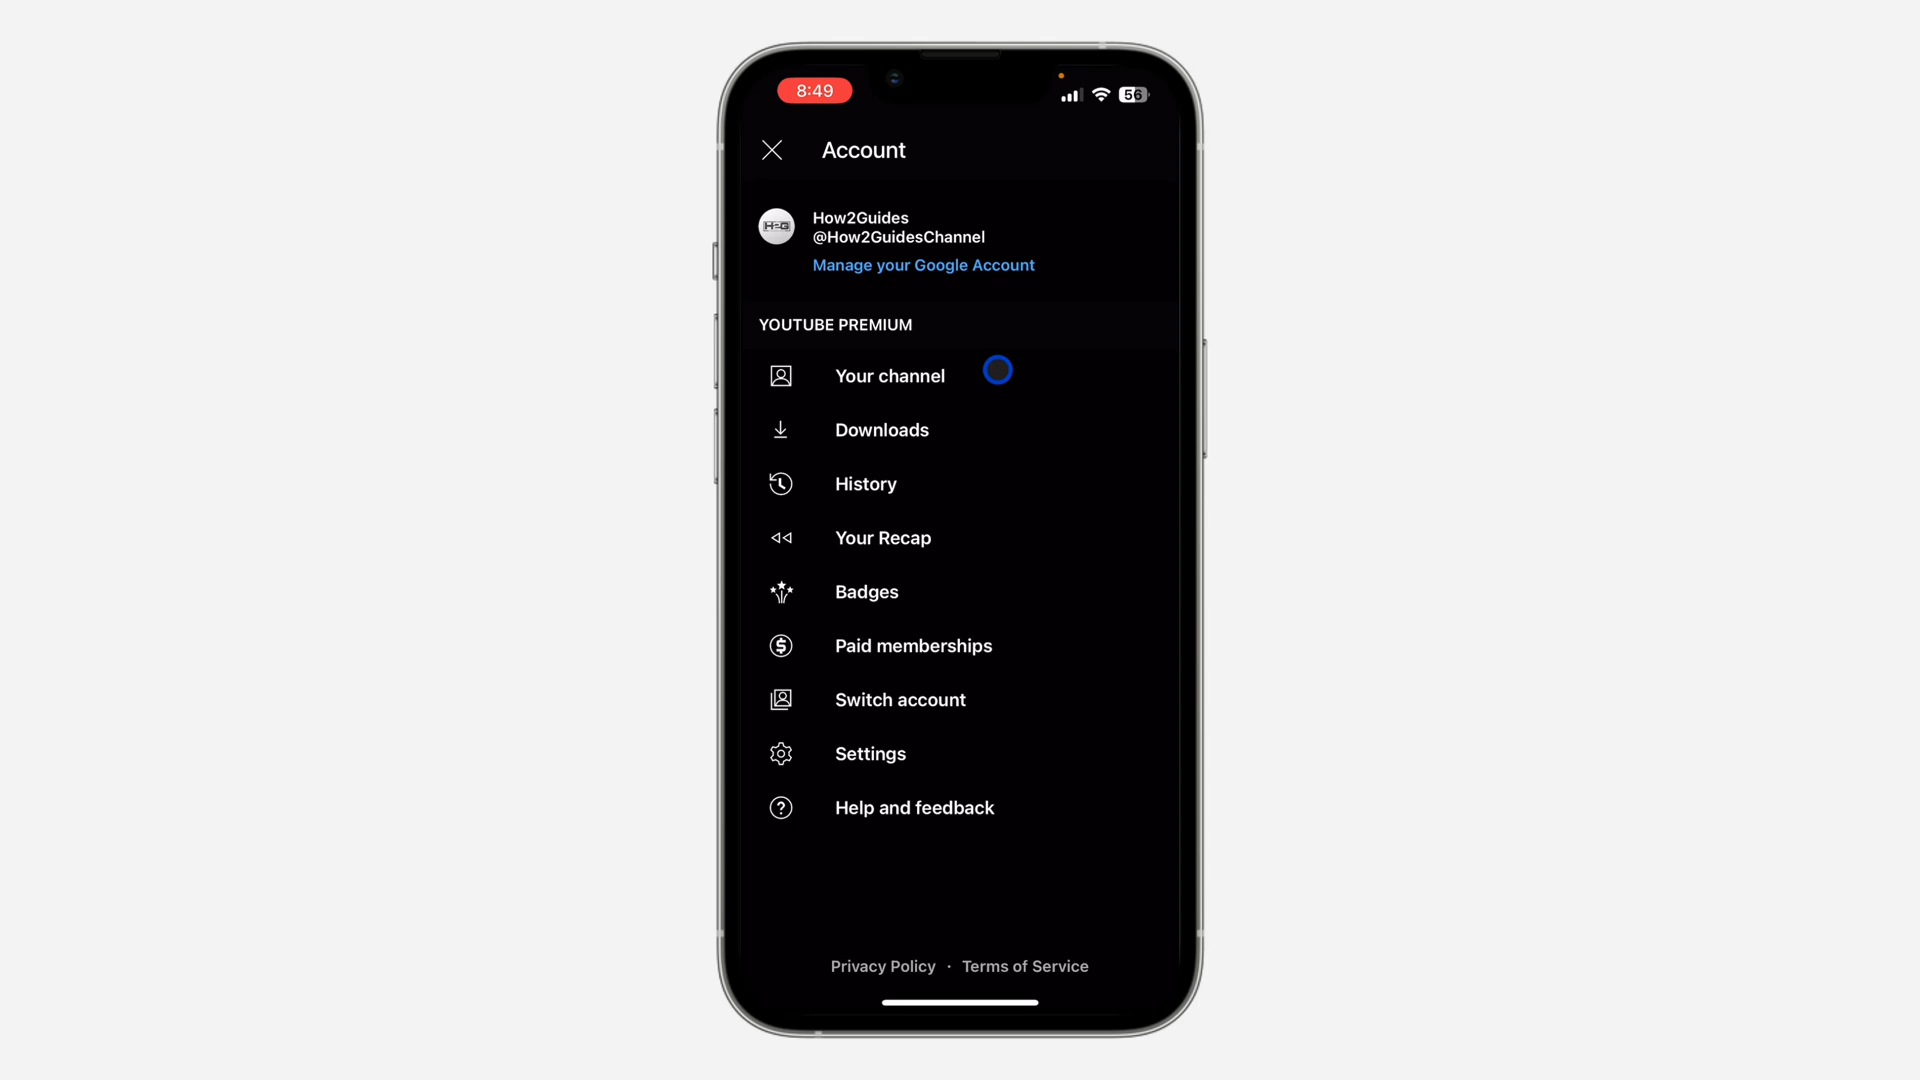 8:49
56
Account
H2G
How2Guides
@How2GuidesChannel
Manage your Google Account
YOUTUBE PREMIUM
Your channel
Downloads
History
Your Recap
Badges
Paid memberships
Switch account
Settings
Help and feedback
Privacy Policy · Terms of Service